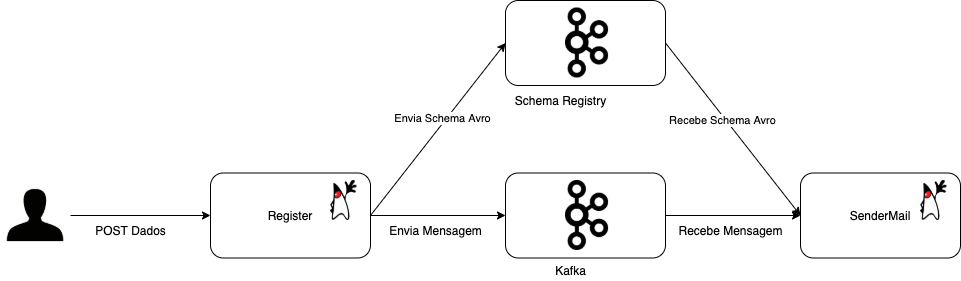 Schema Registry
Envia Schema Avro
Recebe Schema Avro
Register
SenderMail
POST Dados
Envia Mensagem
Recebe Mensagem
Kafka